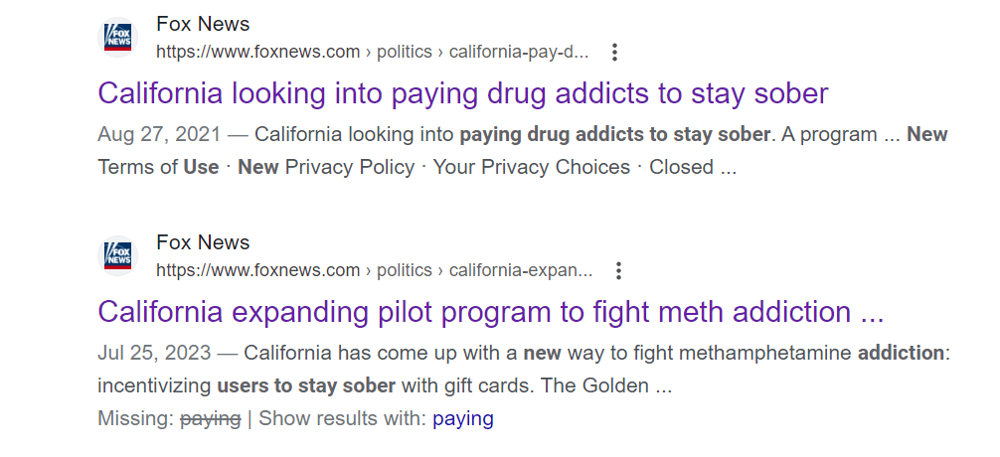 Fox News
https://www.foxnews.com › politics › california-pay-d...
California looking into paying drug addicts to stay sober
Aug 27, 2021 — California looking into paying drug addicts to stay sober. A program ... New
Terms of Use · New Privacy Policy · Your Privacy Choices · Closed ...
Fox News
https://www.foxnews.com › politics › california-expan...
California expanding pilot program to fight meth addiction ...
Jul 25, 2023 — California has come up with a new way to fight methamphetamine addiction:
incentivizing users to stay sober with gift cards. The Golden ...
Missing: paying | Show results with: paying